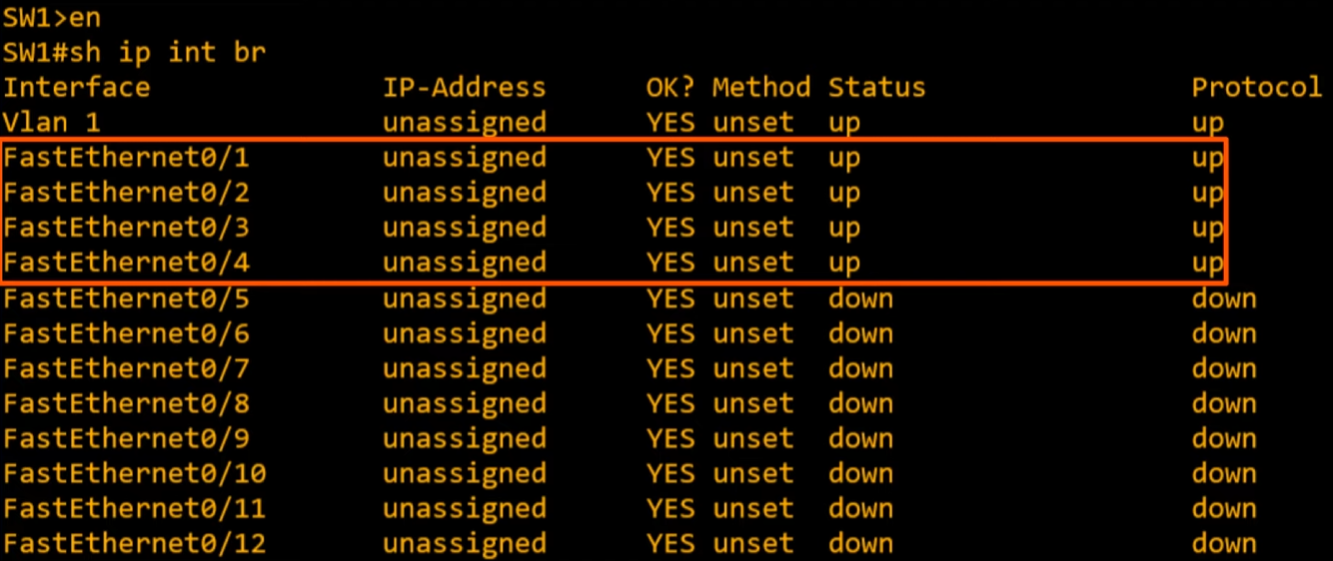 SW1>en
SW1#sh ip int br
Interface IP-Address OK? Method Status Protocol
Vlan 1 unassigned YES unset up up
FastEthernet0/1 unassigned YES unset up up
FastEthernet0/2 unassigned YES unset up up
FastEthernet0/3 unassigned YES unset up up
FastEthernet0/4 unassigned YES unset up up
FastEthernet0/5 unassigned YES unset down down
FastEthernet0/6 unassigned YES unset down down
FastEthernet0/7 unassigned YES unset down down
FastEthernet0/8 unassigned YES unset down down
FastEthernet0/9 unassigned YES unset down down
FastEthernet0/10 unassigned YES unset down down
FastEthernet0/11 unassigned YES unset down down
FastEthernet0/12 unassigned YES unset down down